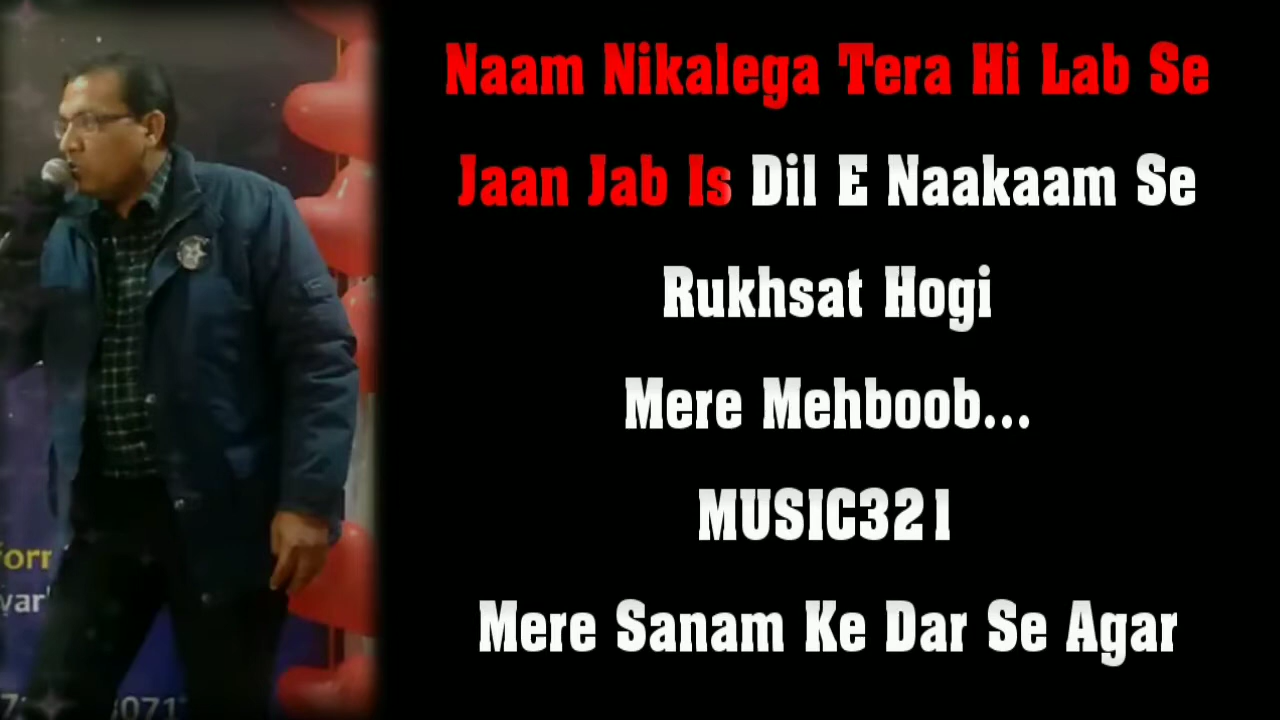 Naam Nikalega Tera Hi Lab Se
Jaan Jab Is Dil E Naakaam Se
Rukhsat Hogi
Mere Mehboob...
MUSIC321
Mere Sanam Ke Dar Se Agar